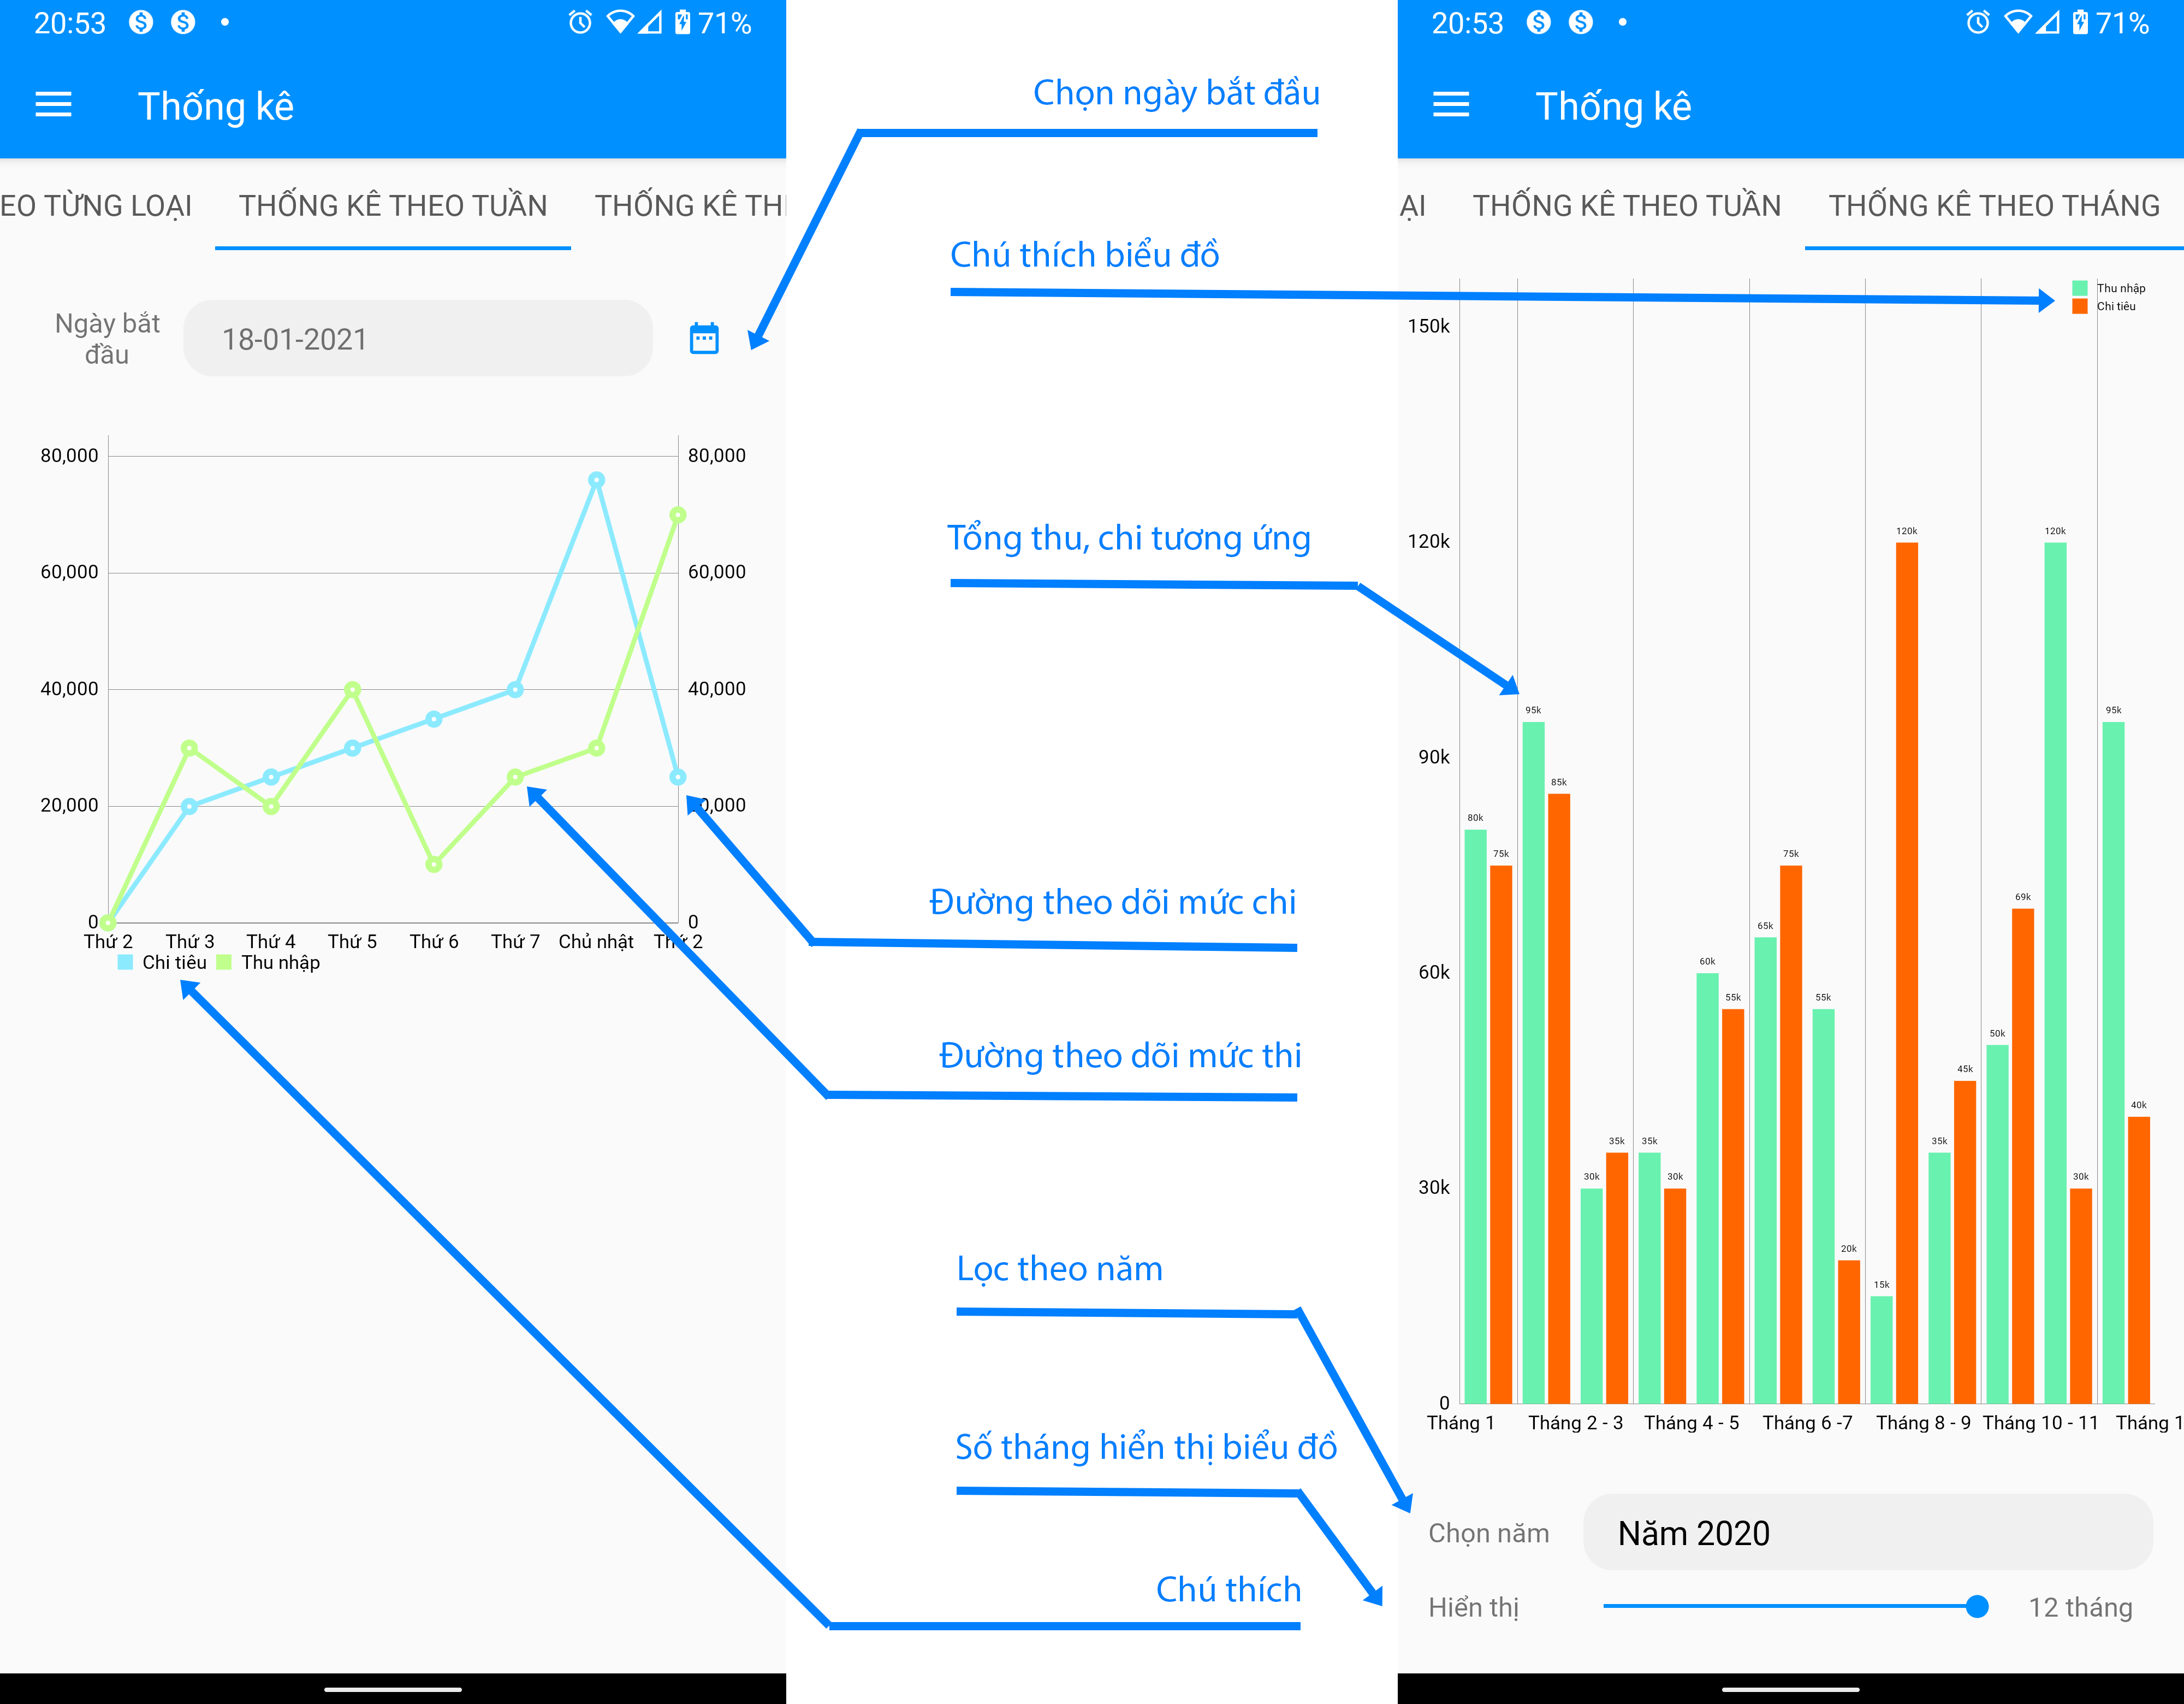 20:53
71%
Thống kê
EO TỪNG LOẠI THỐNG KÊ THEO TUẦN THỐNG KÊ TH
Ngày bắt
đầu
18-01-2021
80,000 80,000
60,000 60,000
40,000 40,000
20,000
0 0
Thứ 2 Thứ 3 Thứ 4 Thứ 5 Thứ 6 Thứ 7 Chủ nhật Thứ 2
Chi tiêu Thu nhập
Chọn ngày bắt đầu
Chú thích biểu đồ
Tổng thu, chi tương ứng
Đường theo dõi mức chi
Đường theo dõi mức thi
Lọc theo năm
Số tháng hiển thị biểu đồ
Chú thích
20:53
71%
Thống kê
ẠI THỐNG KÊ THEO TUẦN THỐNG KÊ THEO THÁNG
Thu nhập
Chi tiêu
150k
120k
90k
60k
30k
0
80k 75k 95k 85k 30k 35k 35k 30k 60k 55k 65k 75k 55k 20k 15k 120k 35k 45k 50k 69k 120k 30k 95k 40k
Tháng 1 Tháng 2 - 3 Tháng 4 - 5 Tháng 6 -7 Tháng 8 - 9 Tháng 10 - 11 Tháng 1
Chọn năm Năm 2020
Hiển thị 12 tháng